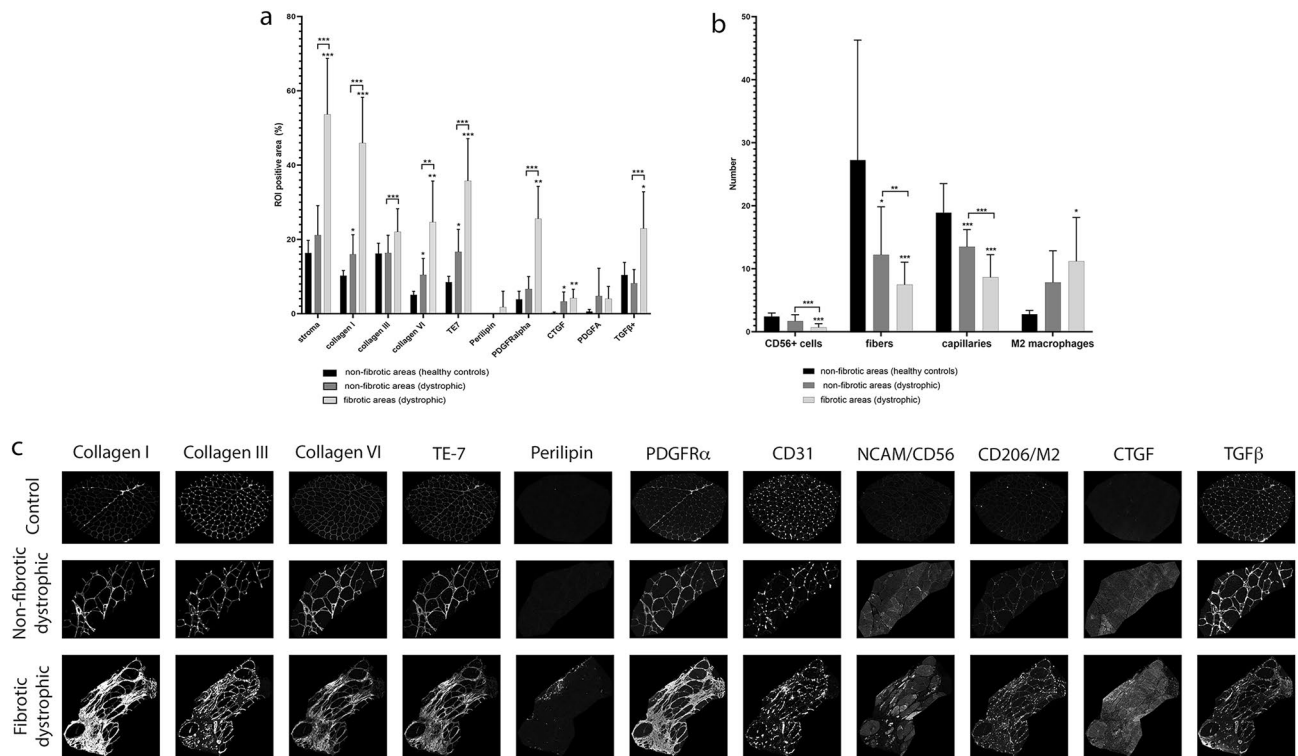 a
ROI positive area (%)
80
60
40
20
0
***
***
***
***
*
***
*
**
**
*
***
***
***
**
*
**
***
*
stroma
collagen I
collagen III
collagen VI
TE7
Perilipin
PDGFRalpha
CTGF
PDGFA
TGFβ+
non-fibrotic areas (healthy controls)
non-fibrotic areas (dystrophic)
fibrotic areas (dystrophic)
b
Number
50
40
30
20
10
0
***
***
*
**
***
***
***
***
*
CD56+ cells
fibers
capillaries
M2 macrophages
non-fibrotic areas (healthy controls)
non-fibrotic areas (dystrophic)
fibrotic areas (dystrophic)
c
Collagen I
Collagen III
Collagen VI
TE-7
Perilipin
PDGFRα
CD31
NCAM/CD56
CD206/M2
CTGF
TGFβ
Control
Non-fibrotic
dystrophic
Fibrotic
dystrophic